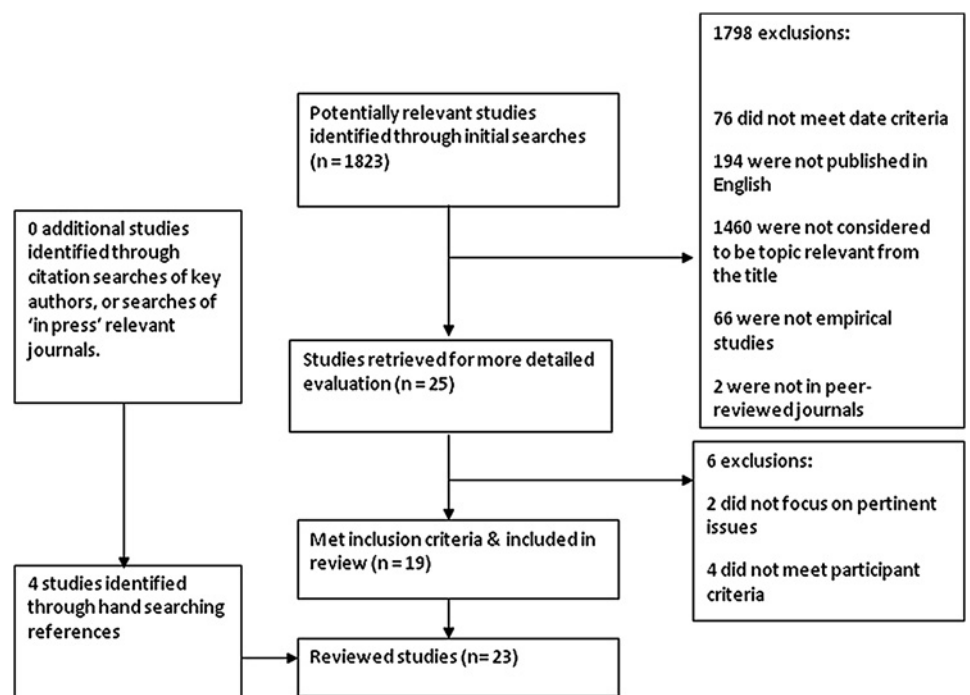 1798 exclusions:
76 did not meet date criteria
194 were not published in
English
1460 were not considered
to be topic relevant from
the title
66 were not empirical
studies
2 were not in peer-
reviewed journals
Potentially relevant studies
identified through initial searches
(n = 1823)
0 additional studies
identified through
citation searches of key
authors, or searches of
‘in press’ relevant
journals.
Studies retrieved for more detailed
evaluation (n = 25)
6 exclusions:
2 did not focus on pertinent
issues
4 did not meet participant
criteria
Met inclusion criteria & included in
review (n = 19)
4 studies identified
through hand searching
references
Reviewed studies (n= 23)